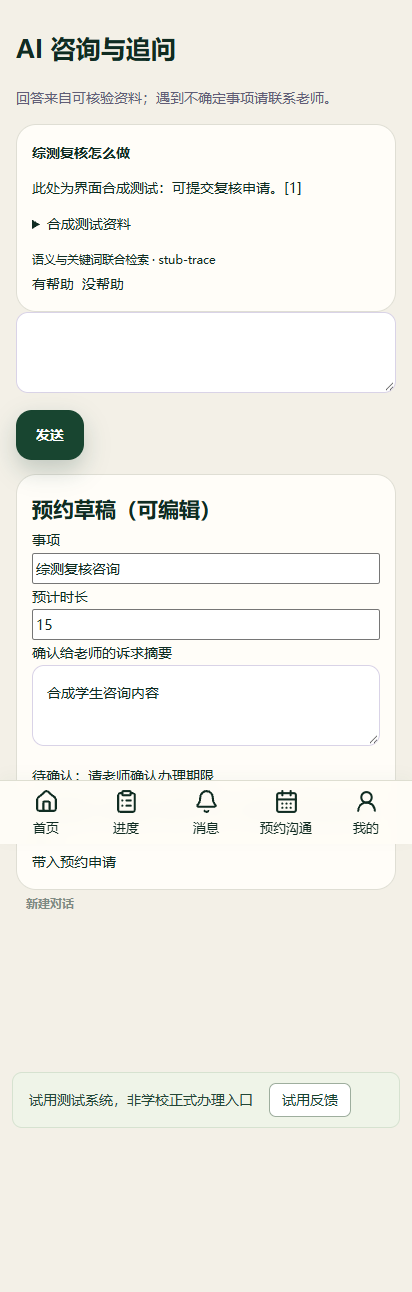 AI 咨询与追问
回答来自可核验资料；遇到不确定事项请联系老师。
综测复核怎么做
此处为界面合成测试：可提交复核申请。[1]
▶ 合成测试资料
语义与关键词联合检索 · stub-trace
有帮助 没帮助
发送
预约草稿（可编辑）
事项
综测复核咨询
预计时长
15
确认给老师的诉求摘要
合成学生咨询内容
待确认：请老师确认办理期限
首页 进度 消息 预约沟通 我的
带入预约申请
新建对话
试用测试系统，非学校正式办理入口 试用反馈